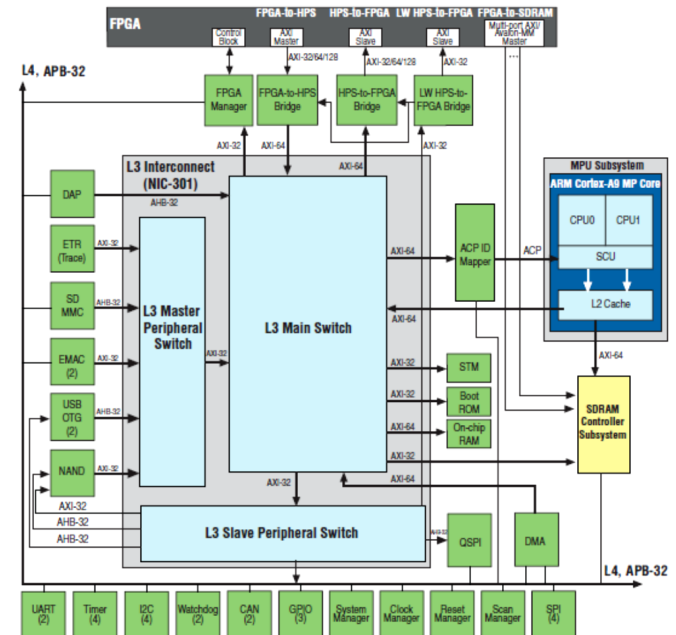 FPGA
FPGA-to-HPS
HPS-to-FPGA
LW HPS-to-FPGA
FPGA-to-SDRAM
Control
Block
AXI
Master
AXI
Slave
AXI
Slave
Multi-port AXI/
Avalon-MM
Master
...
AXI-32/64/128
AXI-32/64/128
AXI-32
L4, APB-32
FPGA
Manager
FPGA-to-HPS
Bridge
HPS-to-FPGA
Bridge
LW HPS-to-
FPGA Bridge
AXI-32
AXI-64
AXI-64
AXI-32
L3 Interconnect
(NIC-301)
MPU Subsystem
ARM Cortex-A9 MP Core
CPU0
CPU1
SCU
L2 Cache
DAP
AHB-32
ETR
(Trace)
AXI-32
SD
MMC
AHB-32
EMAC
(2)
AXI-32
USB
OTG
(2)
AHB-32
NAND
AXI-32
AXI-32
AHB-32
AHB-32
L3 Master
Peripheral
Switch
AXI-32
L3 Main Switch
AXI-64
ACP ID
Mapper
ACP
AXI-64
AXI-64
AXI-32
STM
AXI-32
Boot
ROM
AXI-64
On-chip
RAM
AXI-32
AXI-64
SDRAM
Controller
Subsystem
AXI-32
L3 Slave Peripheral Switch
AHB-32
QSPI
DMA
L4, APB-32
UART
(2)
Timer
(4)
I2C
(4)
Watchdog
(2)
CAN
(2)
GPIO
(3)
System
Manager
Clock
Manager
Reset
Manager
Scan
Manager
SPI
(4)